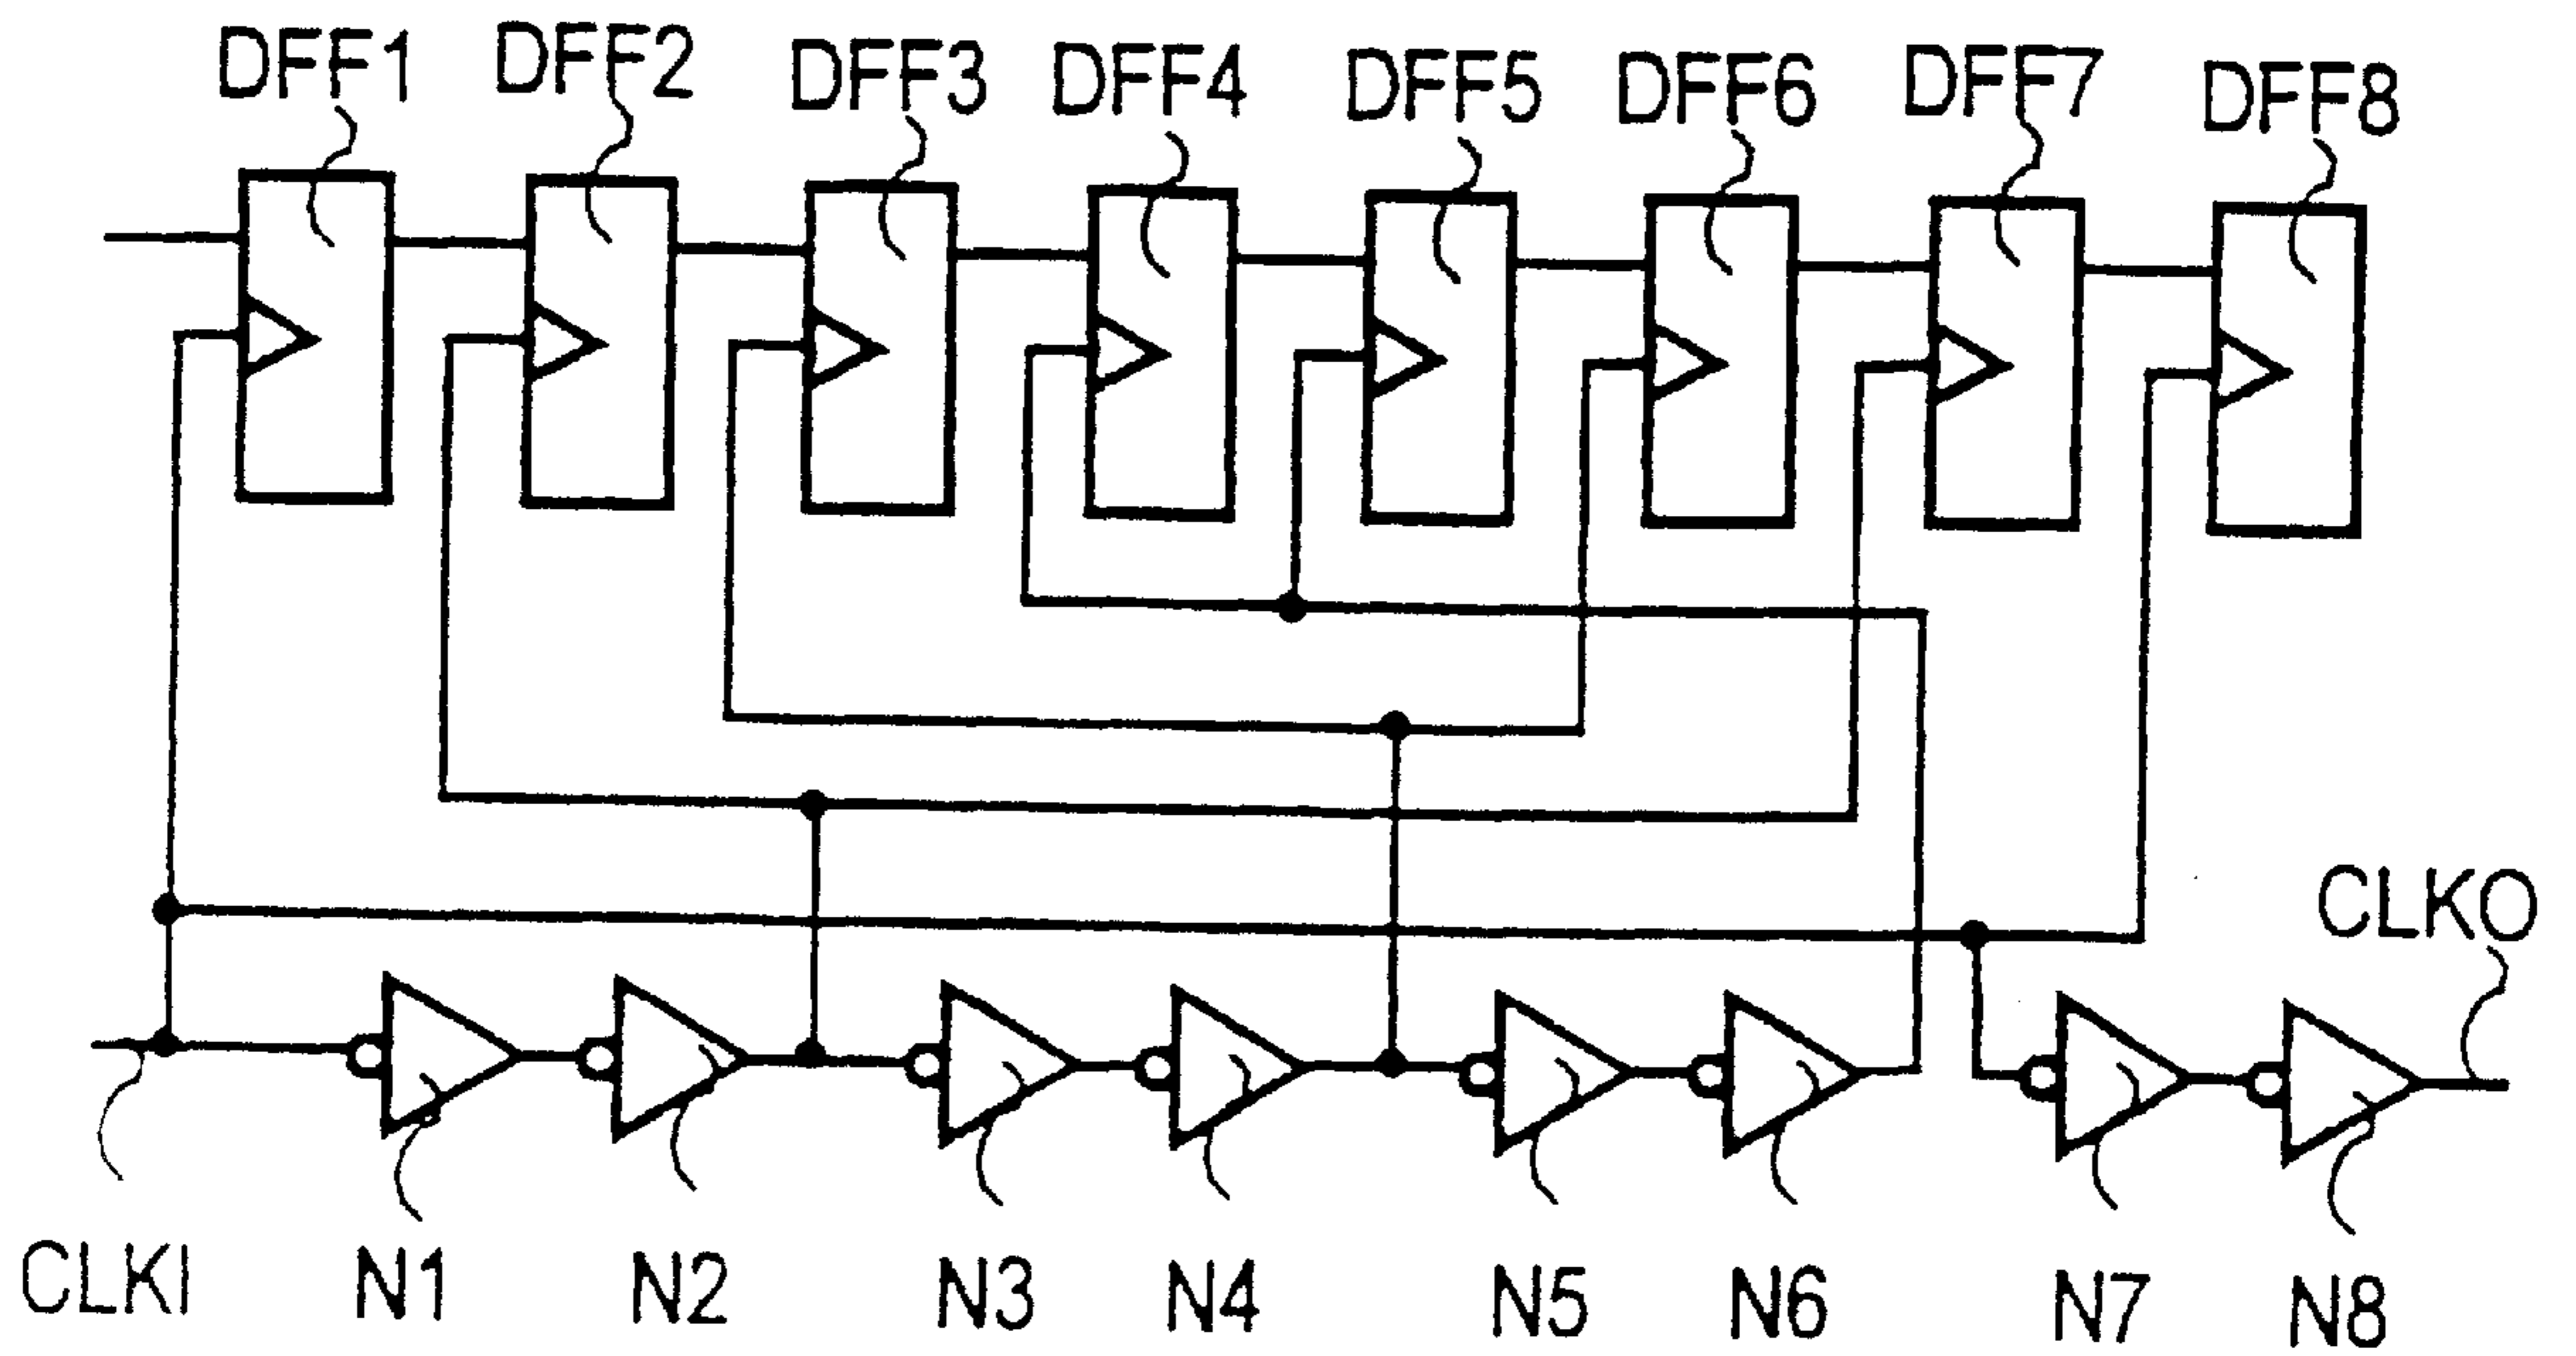 DFF1 DFF2 DFF3 DFF4 DFF5 DFF6 DFF7 DFF8
CLKO
CLKI N1 N2 N3 N4 N5 N6 N7 N8